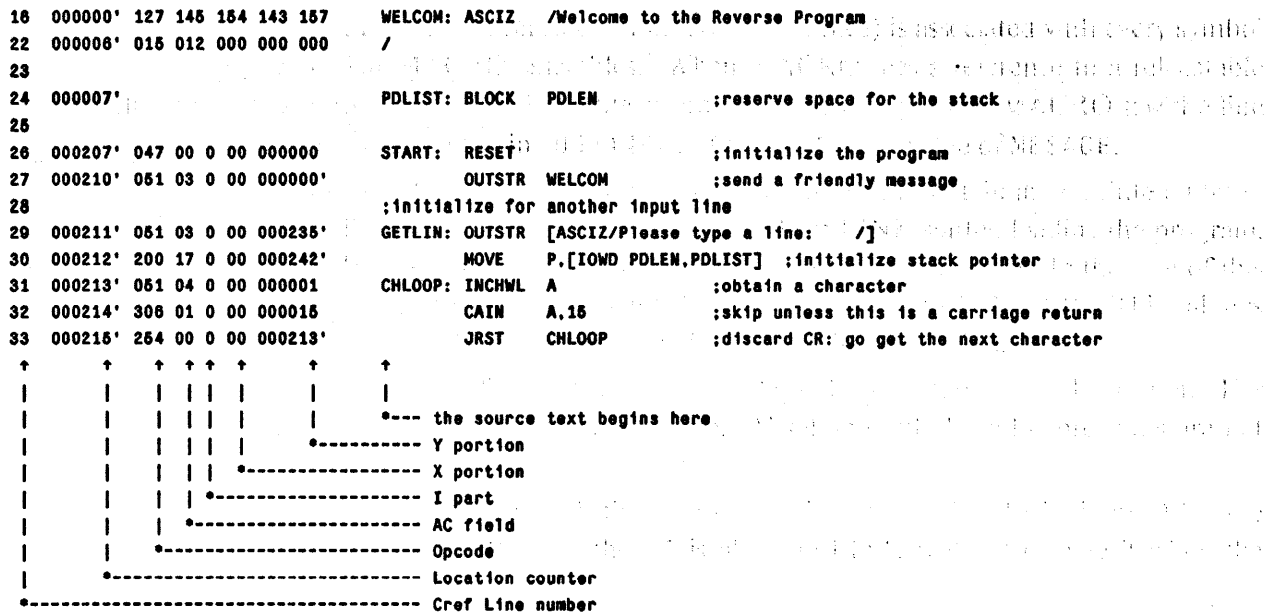 16 000000' 127 145 154 143 157 WELCOM: ASCIZ /Welcome to the Reverse Program
22 000006' 015 012 000 000 000 /
23
24 000007' PDLIST: BLOCK PDLEN ;reserve space for the stack
25
26 000207' 047 00 0 00 000000 START: RESET ;initialize the program
27 000210' 051 03 0 00 000000' OUTSTR WELCOM ;send a friendly message
28 ;initialize for another input line
29 000211' 051 03 0 00 000235' GETLIN: OUTSTR [ASCIZ/Please type a line: /]
30 000212' 200 17 0 00 000242' MOVE P,[IOWD PDLEN,PDLIST] ;initialize stack pointer
31 000213' 051 04 0 00 000001 CHLOOP: INCHWL A ;obtain a character
32 000214' 306 01 0 00 000015 CAIN A,15 ;skip unless this is a carriage return
33 000215' 254 00 0 00 000213' JRST CHLOOP ;discard CR: go get the next character
*--- the source text begins here
*----------- Y portion
*----------------- X portion
*-------------------- I part
*---------------------- AC field
*------------------------- Opcode
*------------------------------ Location counter
*-------------------------------------- Cref Line number